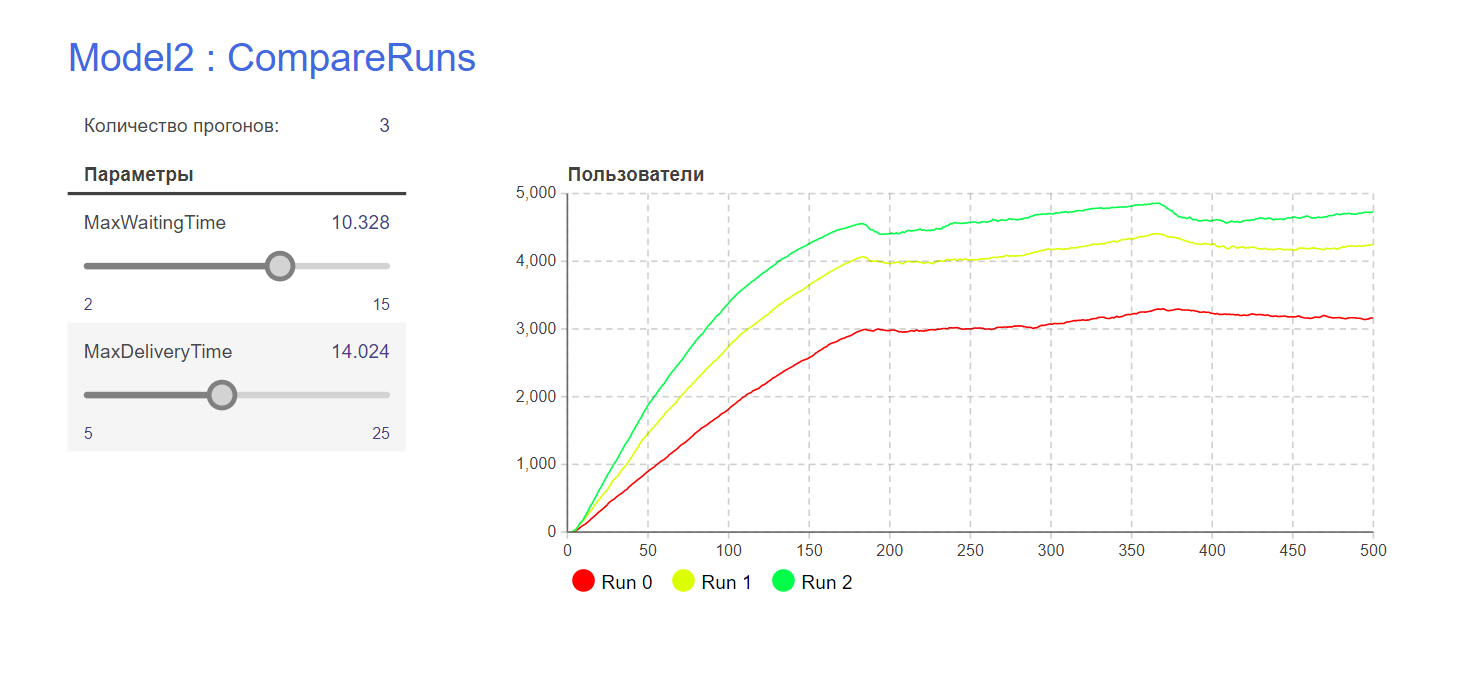 Model2 : CompareRuns
Количество прогонов: 3
Параметры
MaxWaitingTime 10.328
2 15
MaxDeliveryTime 14.024
5 25
Пользователи
5,000
4,000
3,000
2,000
1,000
0
0 50 100 150 200 250 300 350 400 450 500
Run 0 Run 1 Run 2